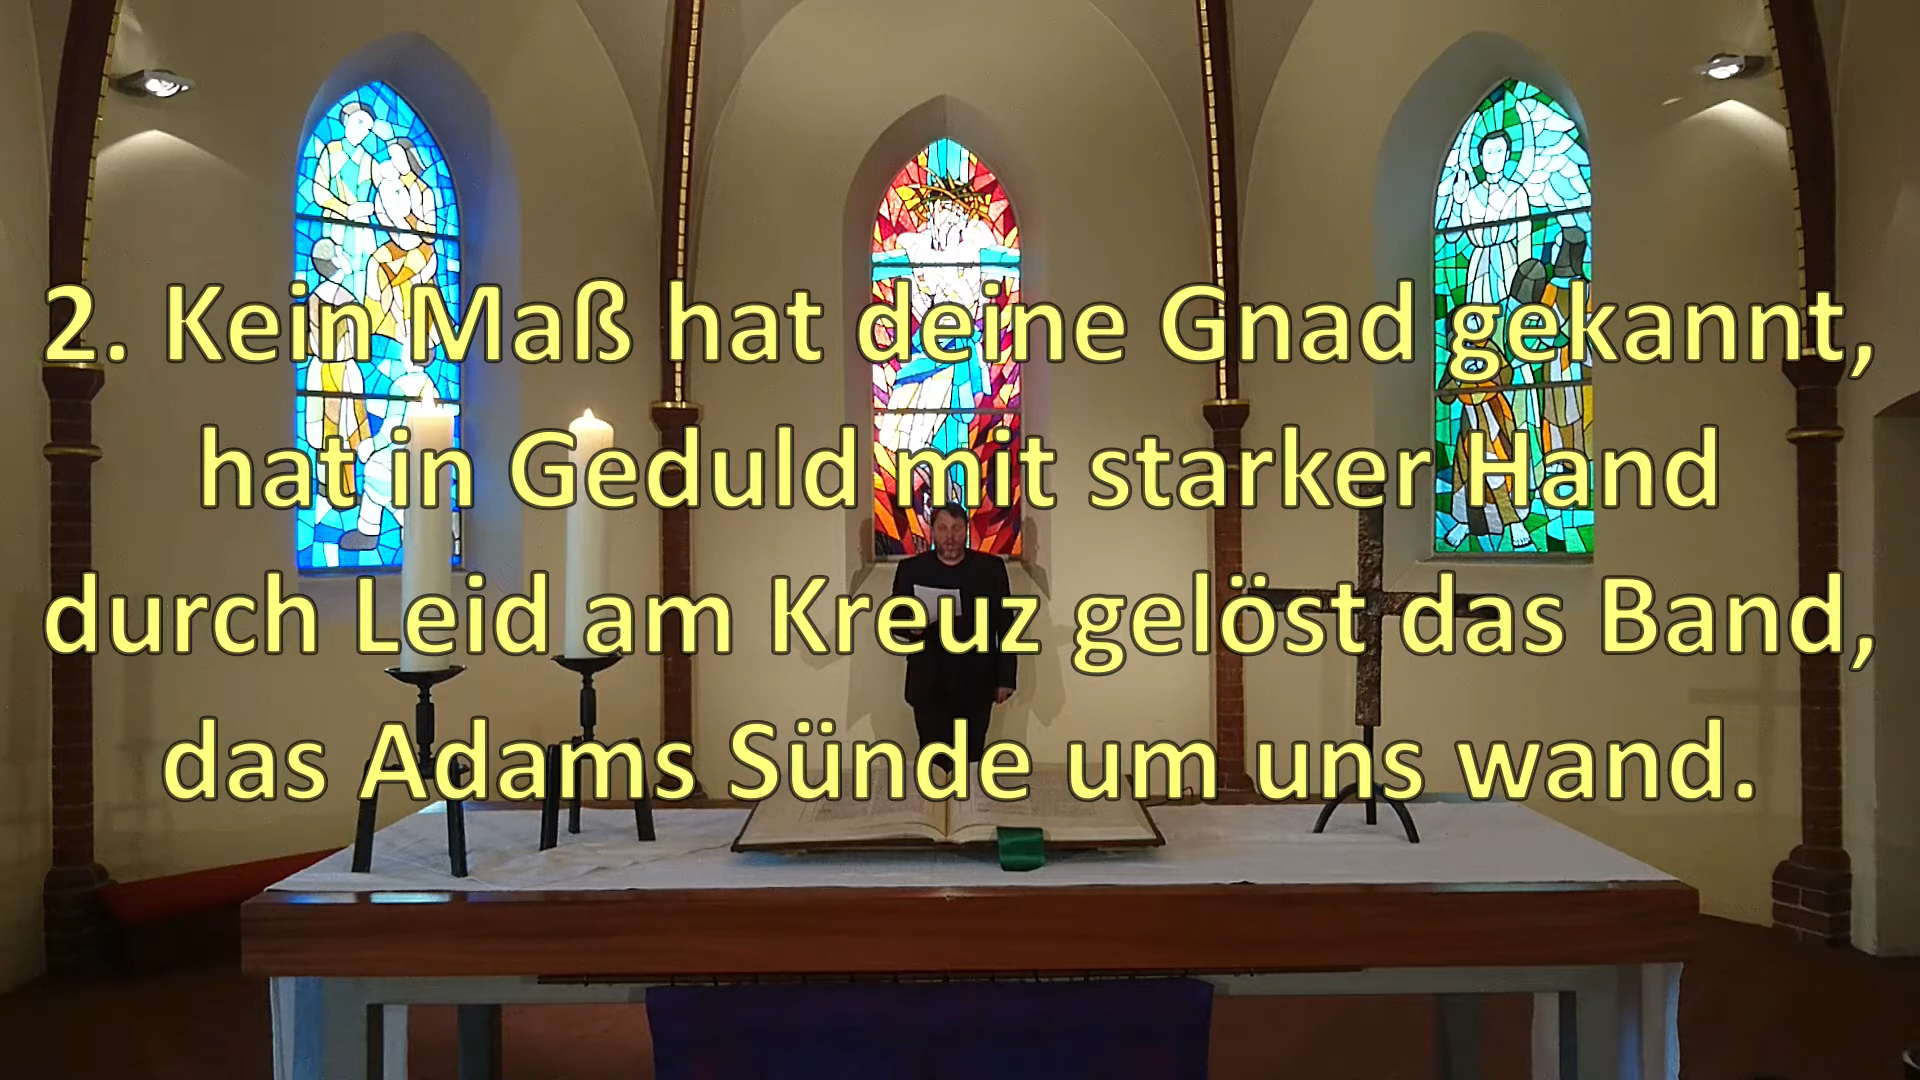 2. Kein Maß hat deine Gnad gekannt,
hat in Geduld mit starker Hand
durch Leid am Kreuz gelöst das Band,
das Adams Sünde um uns wand.